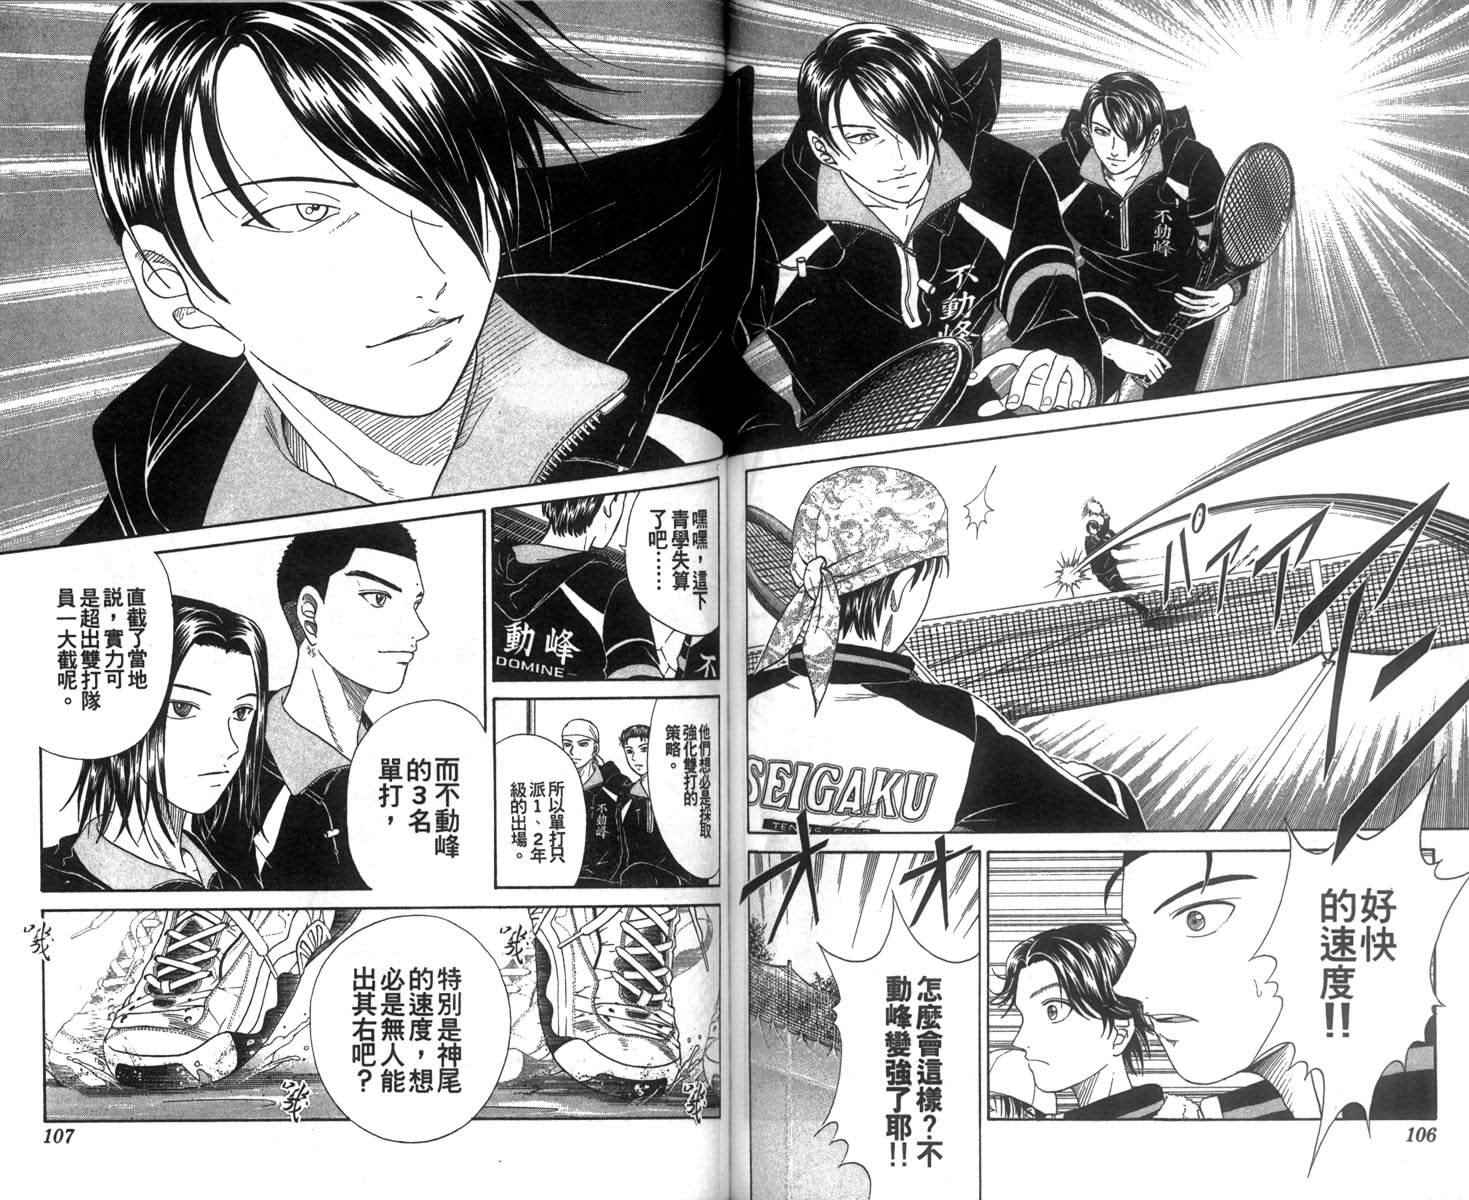 不動峰
不動峰
SEIGAKU
好快
的速度!!
怎麼會這樣?不
動峰變強了耶!!
オオ
106
嘿嘿，這下
青學失算
了吧……
動峰
DOMINE
不
他們想必是採取
強化雙打的
策略。
所以單打只
派1、2年
級的出場。
不動峰
而不動峰
的3名
單打，
直截了當地
說，實力可
是超出雙打隊
員一大截呢。
特別是神尾
的速度，想
必是無人能
出其右吧？
哦
哦
107